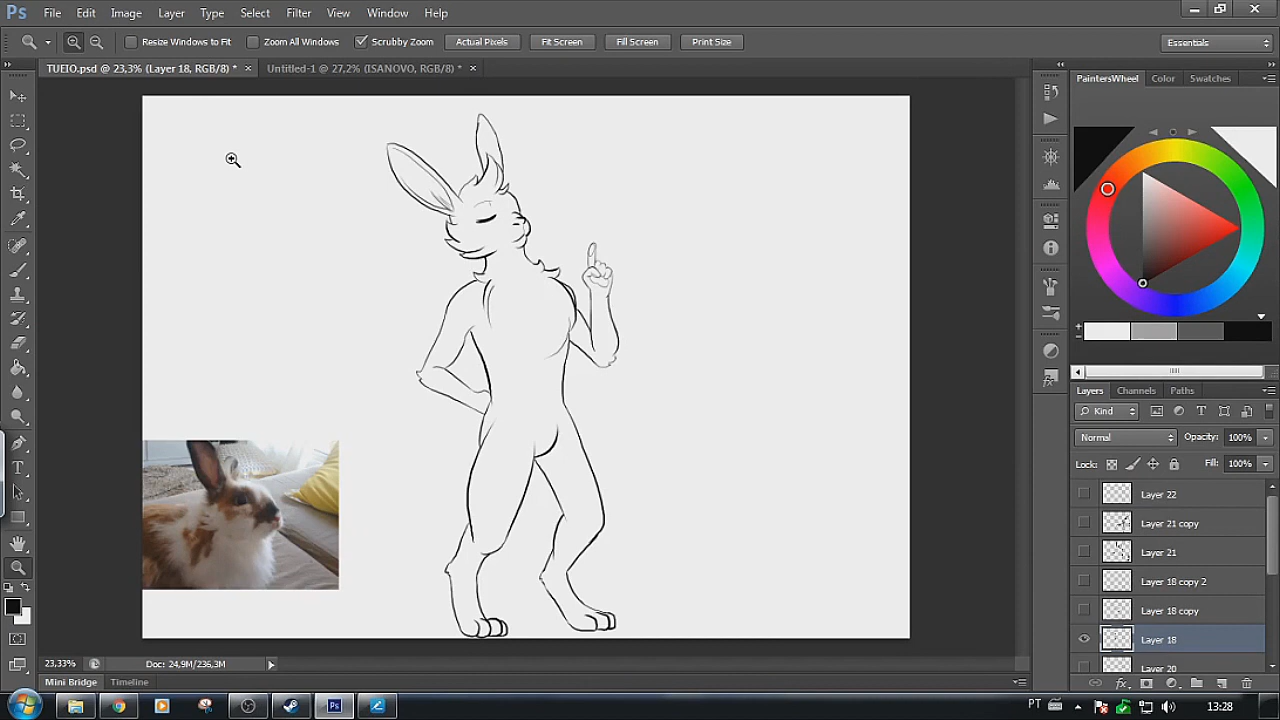 Ps File Edit Image Layer Type Select Filter View Window Help
Resize Windows to Fit Zoom All Windows Scrubby Zoom Actual Pixels Fit Screen Fill Screen Print Size Essentials
TUEIO.psd @ 23,3% (Layer 18, RGB/8) * × Untitled-1 @ 27,2% (ISANOVO, RGB/8) * ×
PaintersWheel Color Swatches
Layers Channels Paths
Kind
Normal Opacity: 100%
Lock: Fill: 100%
Layer 22
Layer 21 copy
Layer 21
Layer 18 copy 2
Layer 18 copy
Layer 18
Layer 20
23,33% Doc: 24,9M/236,3M
Mini Bridge Timeline
Ps PT 13:28